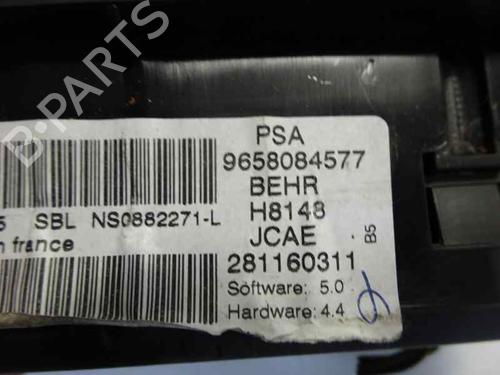 B-PARTS
PSA
9658084577
BEHR
H8148
JCAE
281160311
Software: 5.0
Hardware: 4.4
B5
5 SBL NS0882271-L
n france